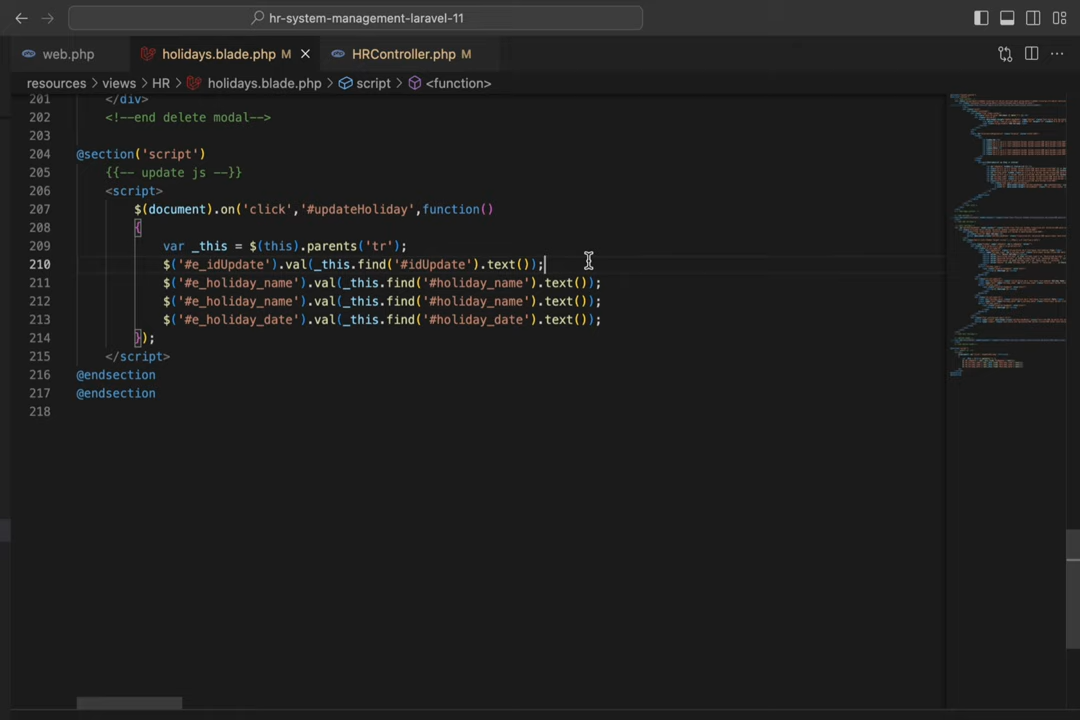 hr-system-management-laravel-11
web.php
holidays.blade.php M
HRController.php M
resources > views > HR > holidays.blade.php > script > <function>
201 </div>
202 <!--end delete modal-->
203
204 @section('script')
205 {{-- update js --}}
206 <script>
207 $(document).on('click','#updateHoliday',function()
208 {
209 var _this = $(this).parents('tr');
210 $('#e_idUpdate').val(_this.find('#idUpdate').text());
211 $('#e_holiday_name').val(_this.find('#holiday_name').text());
212 $('#e_holiday_name').val(_this.find('#holiday_name').text());
213 $('#e_holiday_date').val(_this.find('#holiday_date').text());
214 });
215 </script>
216 @endsection
217 @endsection
218